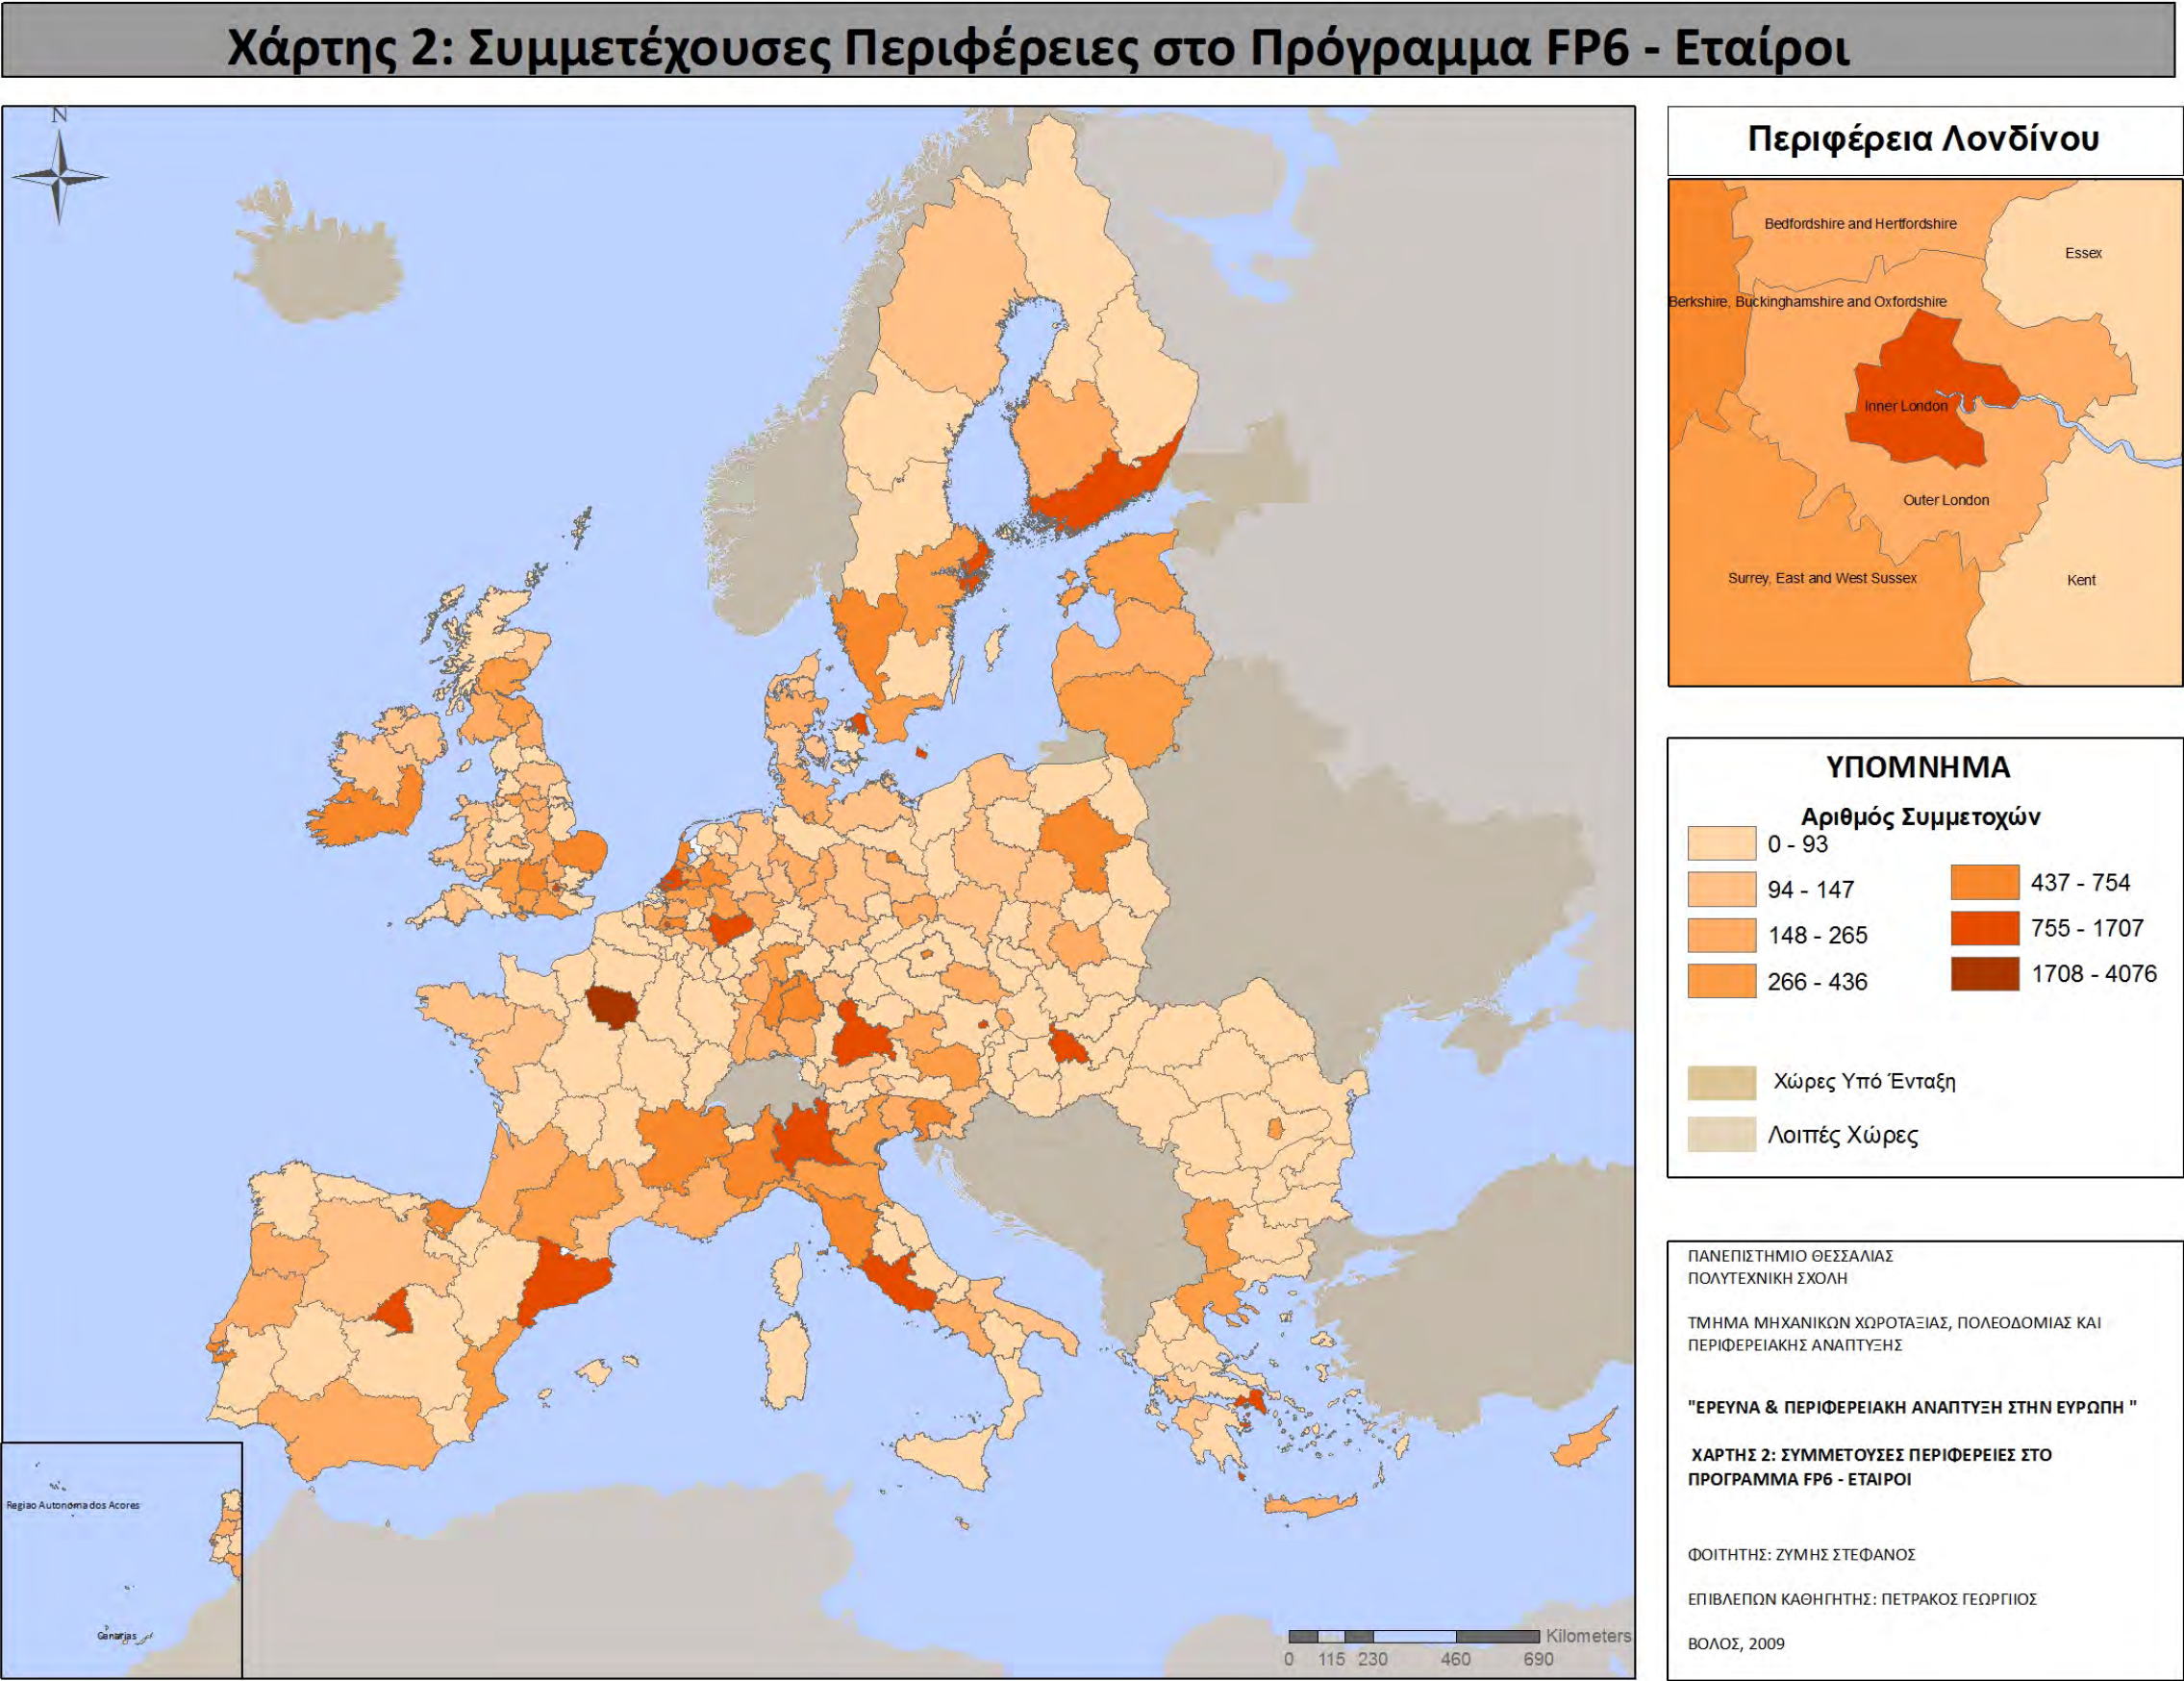 Χάρτης 2: Συμμετέχουσες Περιφέρειες στο Πρόγραμμα FP6 - Εταίροι
N
Περιφέρεια Λονδίνου
Bedfordshire and Hertfordshire
Essex
Berkshire, Buckinghamshire and Oxfordshire
Inner London
Outer London
Surrey, East and West Sussex
Kent
ΥΠΟΜΝΗΜΑ
Αριθμός Συμμετοχών
0 - 93
94 - 147
148 - 265
266 - 436
437 - 754
755 - 1707
1708 - 4076
Χώρες Υπό Ένταξη
Λοιπές Χώρες
ΠΑΝΕΠΙΣΤΗΜΙΟ ΘΕΣΣΑΛΙΑΣ
ΠΟΛΥΤΕΧΝΙΚΗ ΣΧΟΛΗ
ΤΜΗΜΑ ΜΗΧΑΝΙΚΩΝ ΧΩΡΟΤΑΞΙΑΣ, ΠΟΛΕΟΔΟΜΙΑΣ ΚΑΙ
ΠΕΡΙΦΕΡΕΙΑΚΗΣ ΑΝΑΠΤΥΞΗΣ
"ΕΡΕΥΝΑ & ΠΕΡΙΦΕΡΕΙΑΚΗ ΑΝΑΠΤΥΞΗ ΣΤΗΝ ΕΥΡΩΠΗ "
ΧΑΡΤΗΣ 2: ΣΥΜΜΕΤΟΥΣΕΣ ΠΕΡΙΦΕΡΕΙΕΣ ΣΤΟ
ΠΡΟΓΡΑΜΜΑ FP6 - ΕΤΑΙΡΟΙ
ΦΟΙΤΗΤΗΣ: ΖΥΜΗΣ ΣΤΕΦΑΝΟΣ
ΕΠΙΒΛΕΠΩΝ ΚΑΘΗΓΗΤΗΣ: ΠΕΤΡΑΚΟΣ ΓΕΩΡΓΙΙΟΣ
ΒΟΛΟΣ, 2009
Regiao Autonoma dos Acores
Canarias
Kilometers
0 115 230 460 690